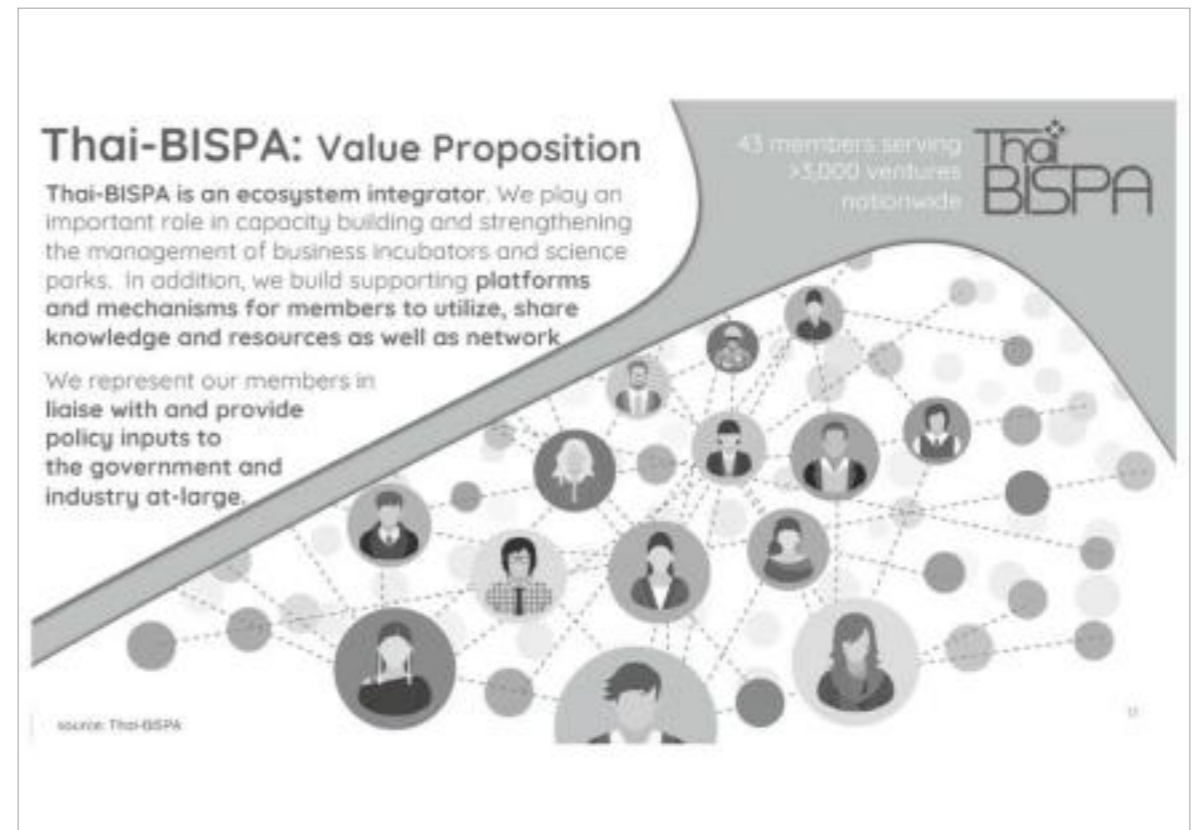 Thai-BISPA: Value Proposition
Thai-BISPA is an ecosystem integrator. We play an
important role in capacity building and strengthening
the management of business incubators and science
parks. In addition, we build supporting platforms
and mechanisms for members to utilize, share
knowledge and resources as well as network
We represent our members in
liaise with and provide
policy inputs to
the government and
industry at-large.
43 members serving
>3,000 ventures
nationwide
Thai
BISPA
source: Thai-BISPA